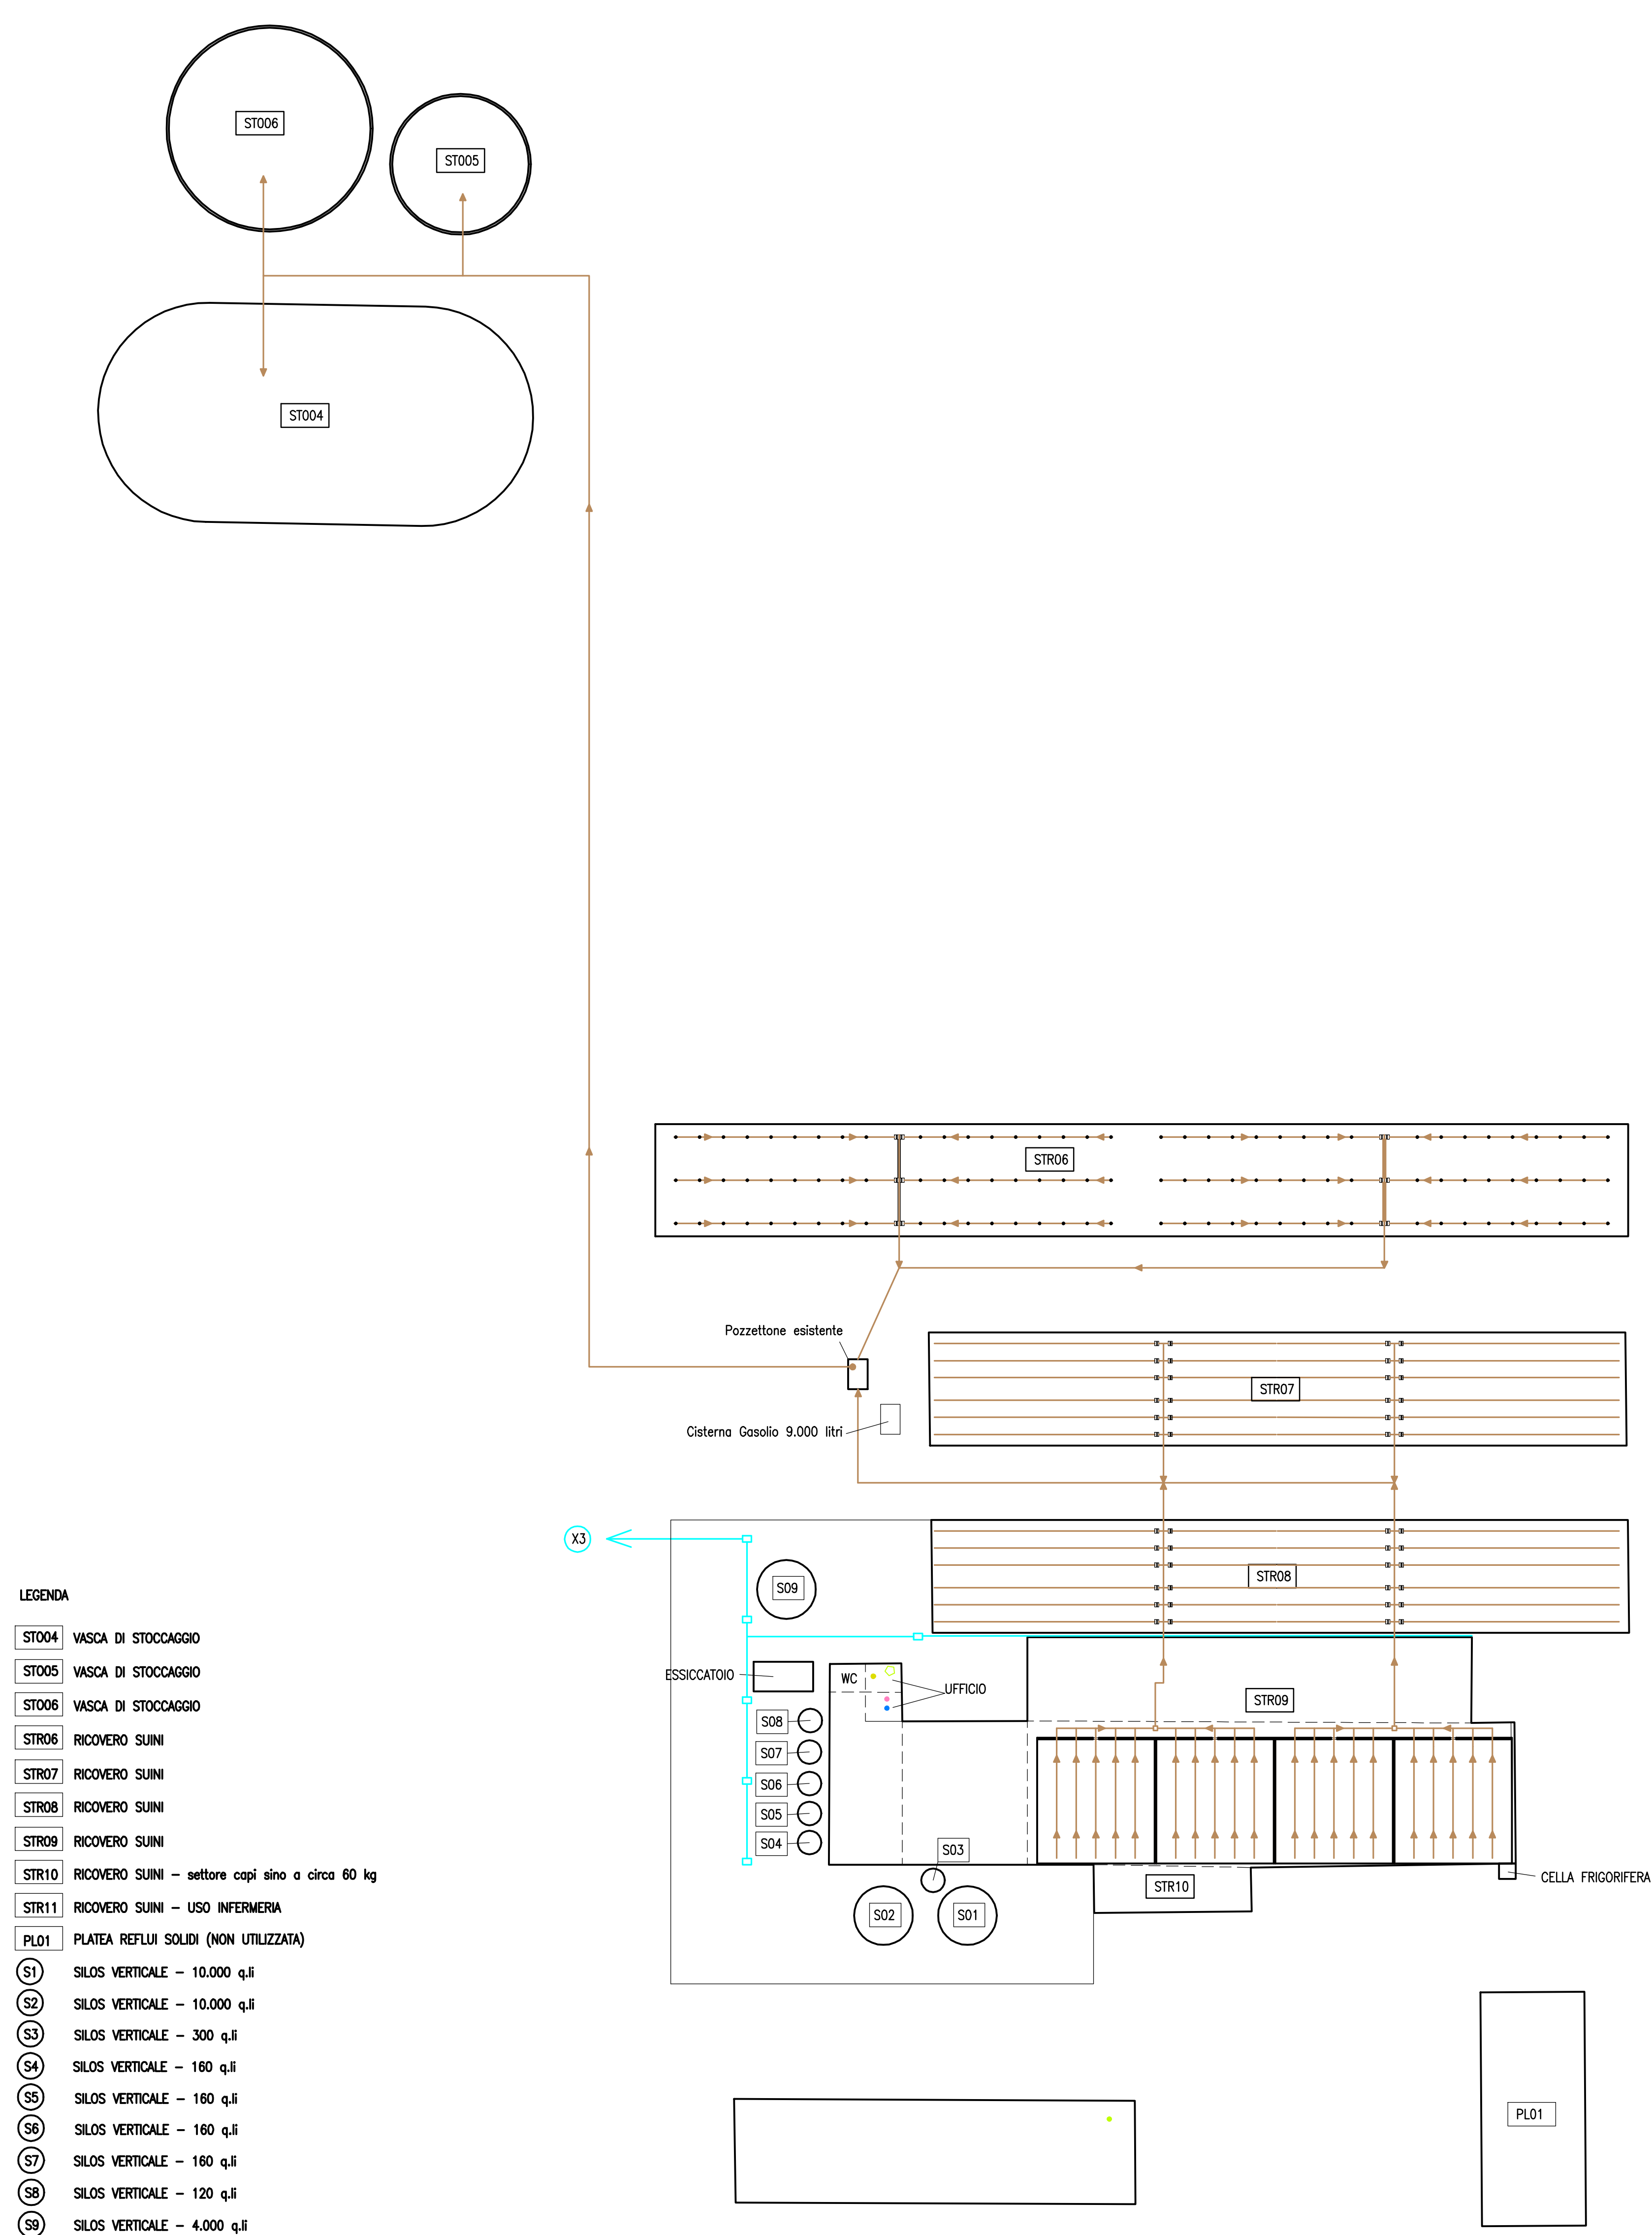 ST006
ST005
ST004
STR06
Pozzettone esistente
STR07
Cisterna Gasolio 9.000 litri
X3
STR08
S09
ESSICCATOIO
WC
UFFICIO
STR09
S08
S07
S06
S05
S04
S03
CELLA FRIGORIFERA
STR10
S02
S01
PL01
LEGENDA
ST004 VASCA DI STOCCAGGIO
ST005 VASCA DI STOCCAGGIO
ST006 VASCA DI STOCCAGGIO
STR06 RICOVERO SUINI
STR07 RICOVERO SUINI
STR08 RICOVERO SUINI
STR09 RICOVERO SUINI
STR10 RICOVERO SUINI – settore capi sino a circa 60 kg
STR11 RICOVERO SUINI – USO INFERMERIA
PL01 PLATEA REFLUI SOLIDI (NON UTILIZZATA)
S1 SILOS VERTICALE – 10.000 q.li
S2 SILOS VERTICALE – 10.000 q.li
S3 SILOS VERTICALE – 300 q.li
S4 SILOS VERTICALE – 160 q.li
S5 SILOS VERTICALE – 160 q.li
S6 SILOS VERTICALE – 160 q.li
S7 SILOS VERTICALE – 160 q.li
S8 SILOS VERTICALE – 120 q.li
S9 SILOS VERTICALE – 4.000 q.li